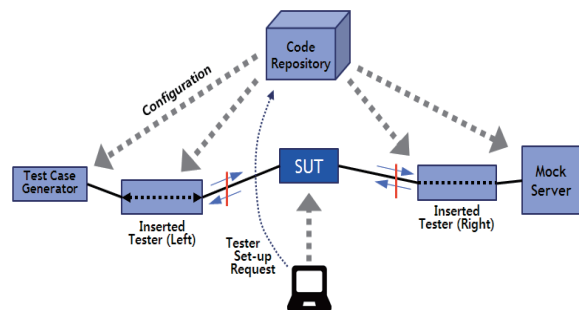 Code
Repository
Configuration
Test Case
Generator
SUT
Mock
Server
Inserted
Tester (Left)
Inserted
Tester (Right)
Tester
Set-up
Request